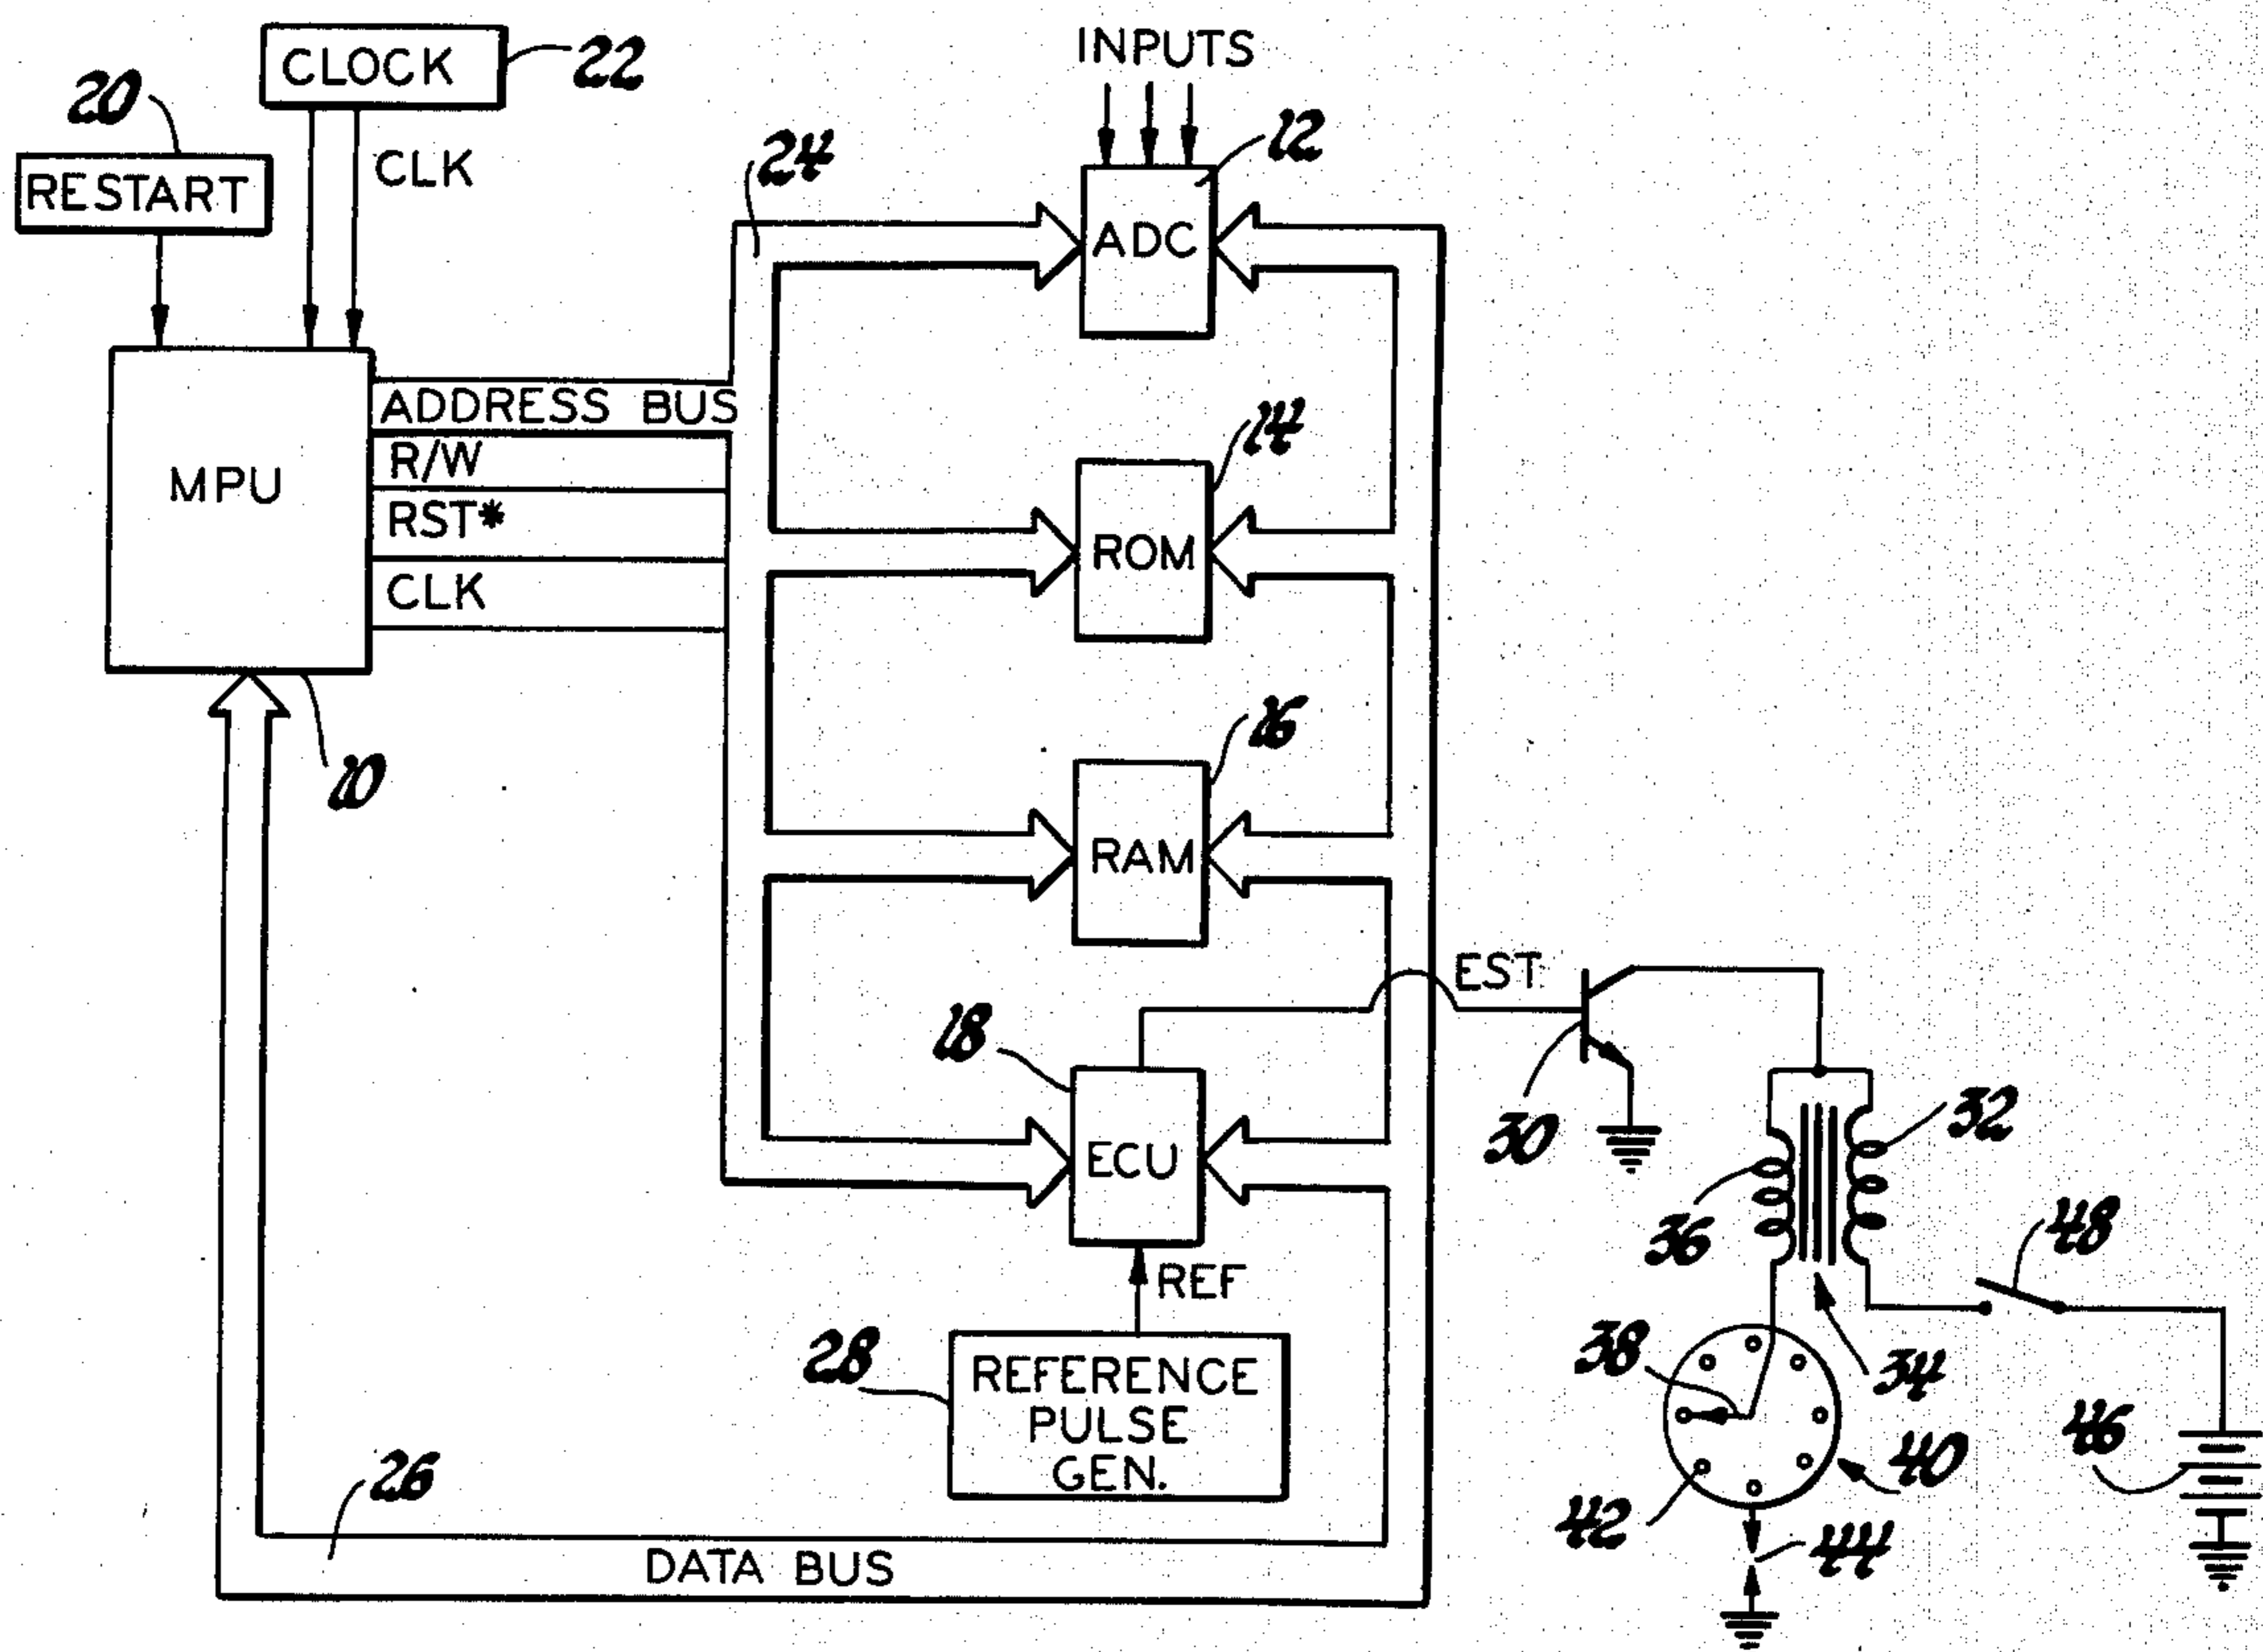 CLOCK
22
INPUTS
20
CLK
12
24
RESTART
ADC
ADDRESS BUS
14
R/W
MPU
RST*
ROM
CLK
16
10
RAM
EST
18
30
32
ECU
36
48
REF
38
34
28
REFERENCE
PULSE
GEN.
46
40
26
42
44
DATA BUS